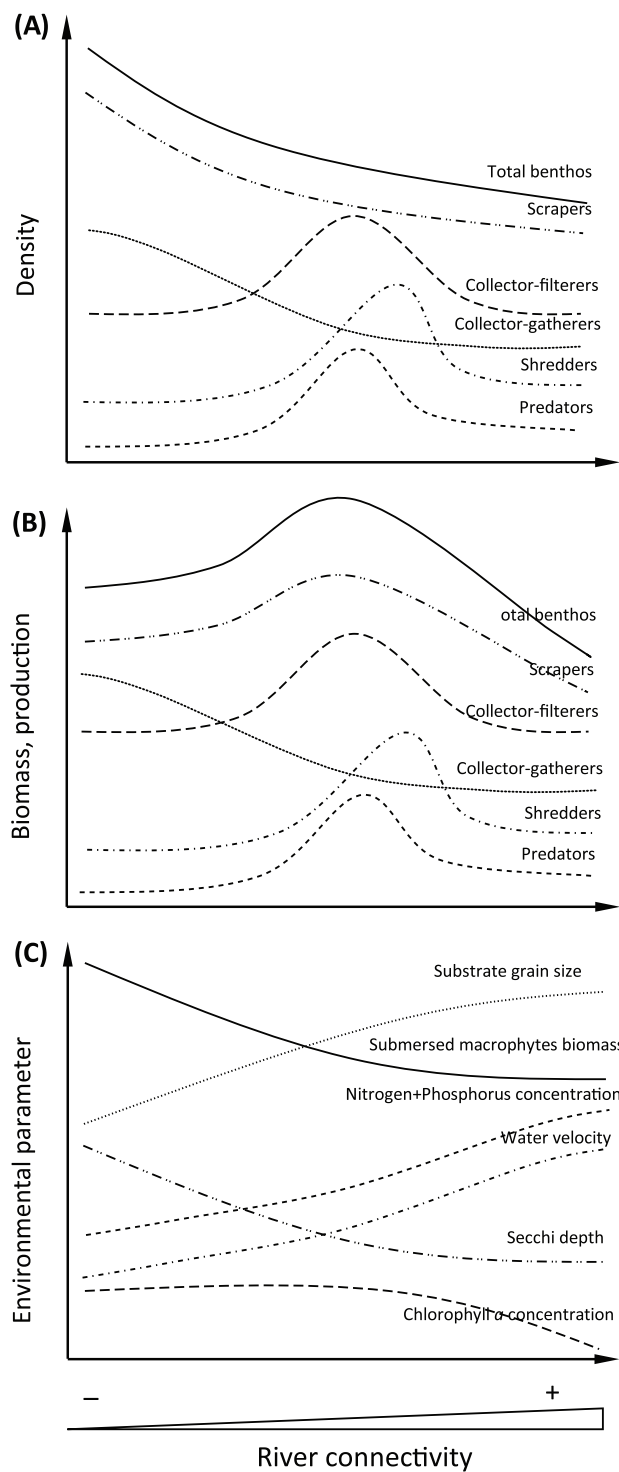 (A)
Density
Total benthos
Scrapers
Collector-filterers
Collector-gatherers
Shredders
Predators
(B)
Biomass, production
otal benthos
Scrapers
Collector-filterers
Collector-gatherers
Shredders
Predators
(C)
Environmental parameter
Substrate grain size
Submersed macrophytes biomass
Nitrogen+Phosphorus concentration
Water velocity
Secchi depth
Chlorophyll a concentration
– +
River connectivity